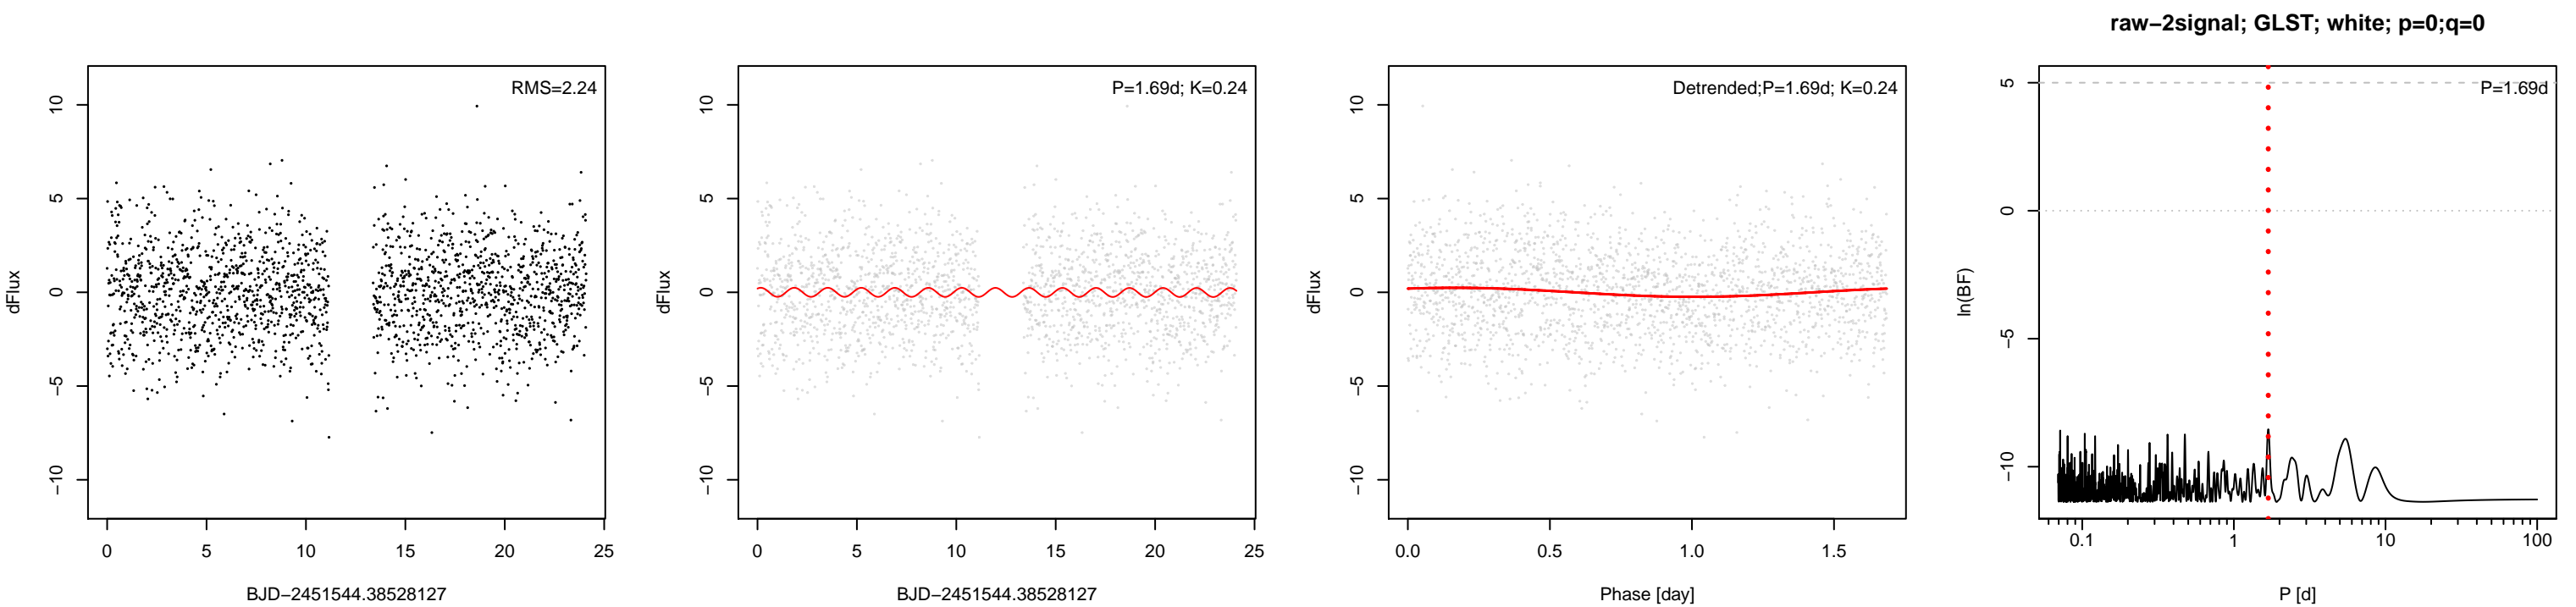 raw−2signal; GLST; white; p=0;q=0
RMS=2.24
10
5
0
−5
−10
dFlux
0 5 10 15 20 25
BJD−2451544.38528127
P=1.69d; K=0.24
10
5
0
−5
−10
dFlux
0 5 10 15 20 25
BJD−2451544.38528127
Detrended;P=1.69d; K=0.24
10
5
0
−5
−10
dFlux
0.0 0.5 1.0 1.5
Phase [day]
P=1.69d
5
0
−5
−10
ln(BF)
0.1 1 10 100
P [d]